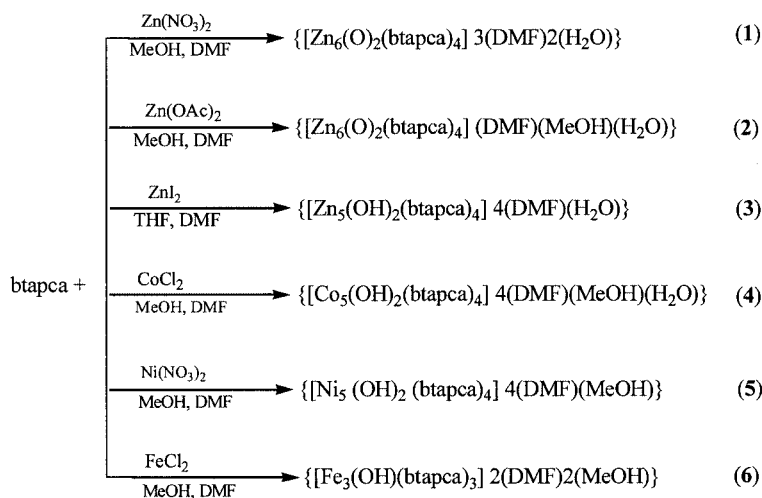 Zn(NO₃)₂
MeOH, DMF
{[Zn₆(O)₂(btapca)₄] 3(DMF)2(H₂O)} (1)
Zn(OAc)₂
MeOH, DMF
{[Zn₆(O)₂(btapca)₄] (DMF)(MeOH)(H₂O)} (2)
ZnI₂
THF, DMF
{[Zn₅(OH)₂(btapca)₄] 4(DMF)(H₂O)} (3)
btapca +
CoCl₂
MeOH, DMF
{[Co₅(OH)₂(btapca)₄] 4(DMF)(MeOH)(H₂O)} (4)
Ni(NO₃)₂
MeOH, DMF
{[Ni₅ (OH)₂ (btapca)₄] 4(DMF)(MeOH)} (5)
FeCl₂
MeOH, DMF
{[Fe₃(OH)(btapca)₃] 2(DMF)2(MeOH)} (6)